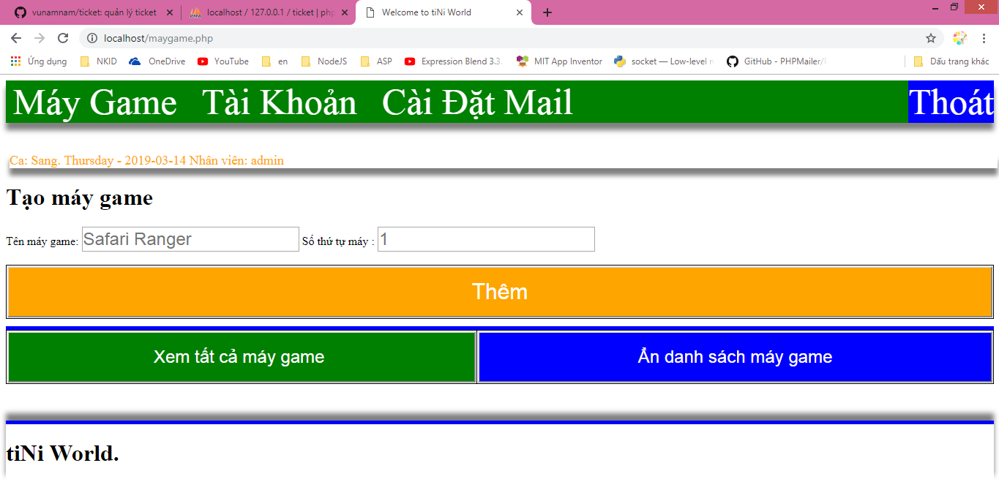 vunamnam/ticket: quản lý ticket
localhost / 127.0.0.1 / ticket | php
Welcome to tiNi World
localhost/maygame.php
Ứng dụng NKID OneDrive YouTube en NodeJS ASP Expression Blend 3.3. MIT App Inventor socket — Low-level n GitHub - PHPMailer/ Dấu trang khác
Máy Game Tài Khoản Cài Đặt Mail Thoát
Ca: Sang. Thursday - 2019-03-14 Nhân viên: admin
Tạo máy game
Tên máy game: Safari Ranger Số thứ tự máy : 1
Thêm
Xem tất cả máy game Ẩn danh sách máy game
tiNi World.